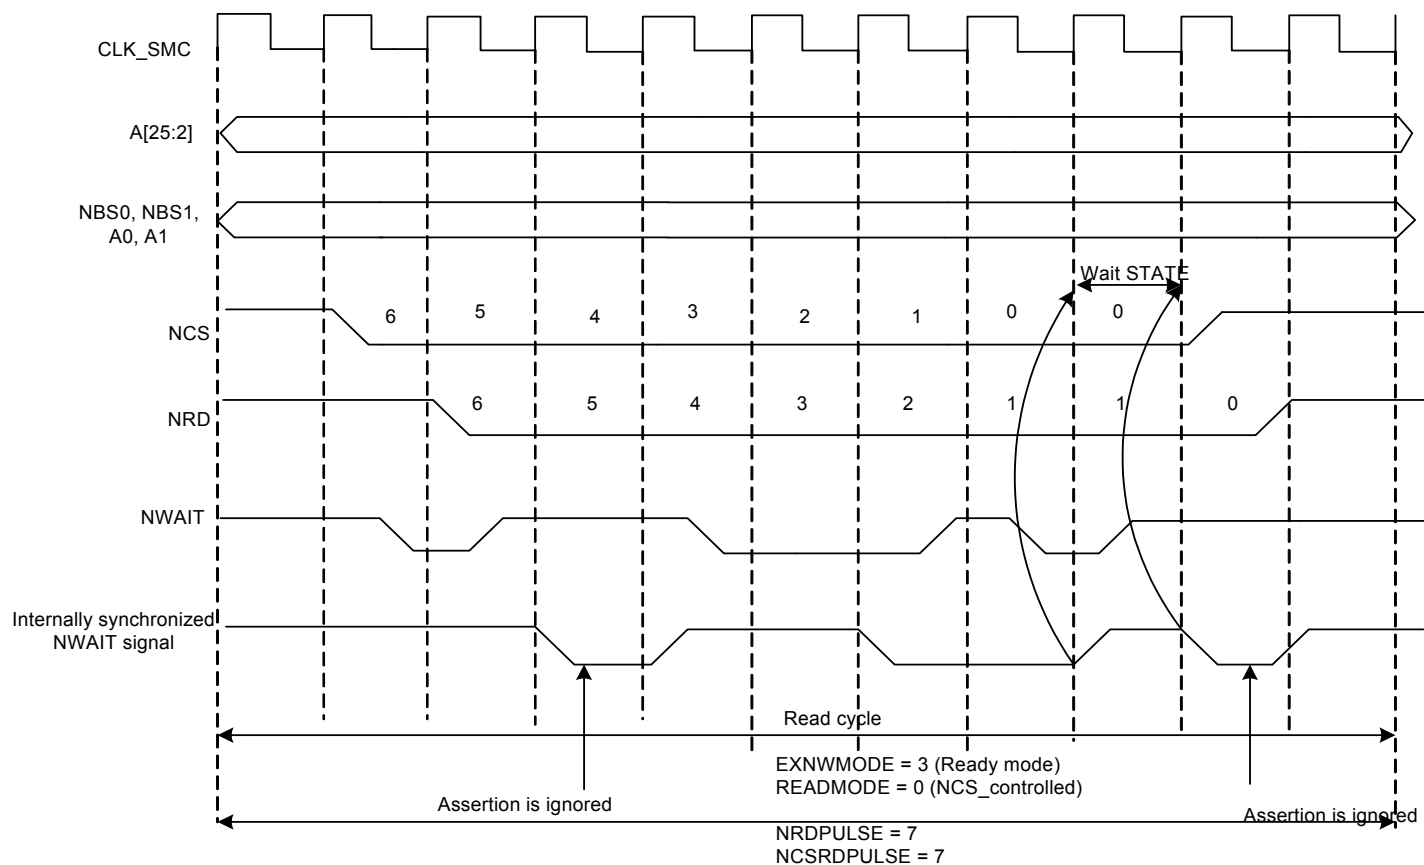 CLK_SMC
A[25:2]
NBS0, NBS1,
A0, A1
Wait STATE
NCS
6 5 4 3 2 1 0 0
NRD
6 5 4 3 2 1 1 0
NWAIT
Internally synchronized
NWAIT signal
Read cycle
EXNWMODE = 3 (Ready mode)
READMODE = 0 (NCS_controlled)
Assertion is ignored
Assertion is ignored
NRDPULSE = 7
NCSRDPULSE = 7